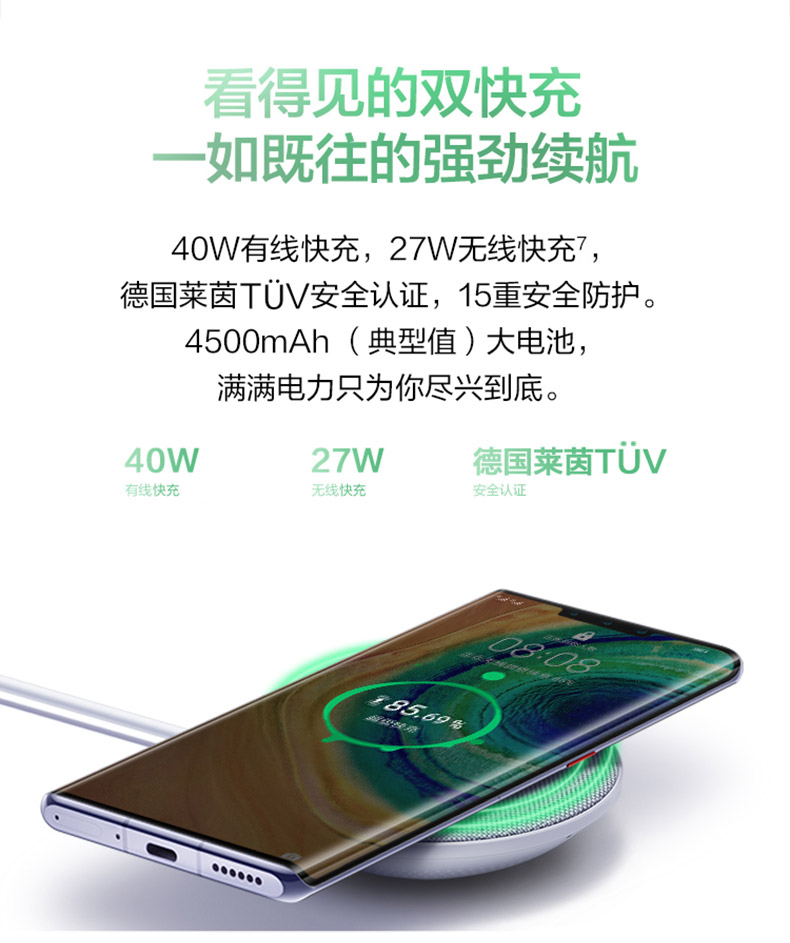 看得见的双快充
一如既往的强劲续航
40W有线快充，27W无线快充7，
德国莱茵TÜV安全认证，15重安全防护。
4500mAh（典型值）大电池，
满满电力只为你尽兴到底。
40W 27W 德国莱茵TÜV
有线快充 无线快充 安全认证
08:08
85.69%
超级快充